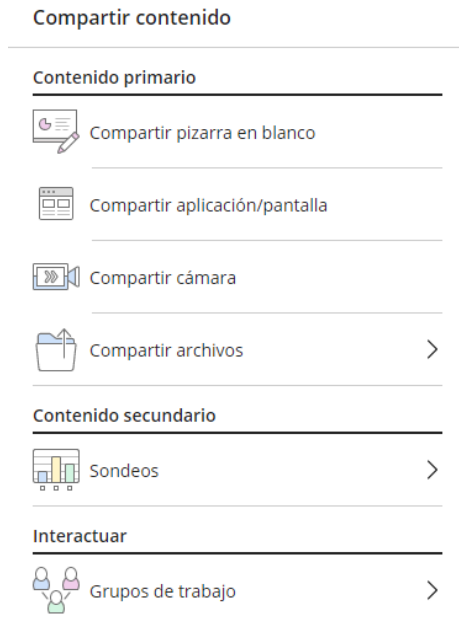 Compartir contenido
Contenido primario
Compartir pizarra en blanco
Compartir aplicación/pantalla
Compartir cámara
Compartir archivos
Contenido secundario
Sondeos
Interactuar
Grupos de trabajo